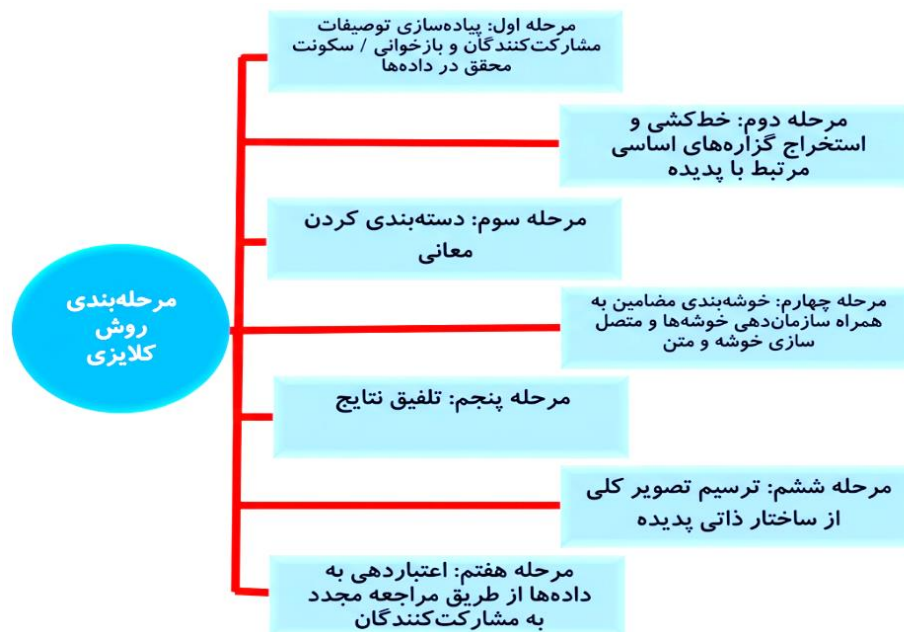 مرحله اول: پیاده‌سازی توصیفات
مشارکت‌کنندگان و بازخوانی / سکونت
محقق در داده‌ها
مرحله دوم: خط‌کشی و
استخراج گزاره‌های اساسی
مرتبط با پدیده
مرحله سوم: دسته‌بندی کردن
معانی
مرحله‌بندی
روش
کلایزی
مرحله چهارم: خوشه‌بندی مضامین به
همراه سازمان‌دهی خوشه‌ها و متصل
سازی خوشه و متن
مرحله پنجم: تلفیق نتایج
مرحله ششم: ترسیم تصویر کلی
از ساختار ذاتی پدیده
مرحله هفتم: اعتباردهی به
داده‌ها از طریق مراجعه مجدد
به مشارکت‌کنندگان